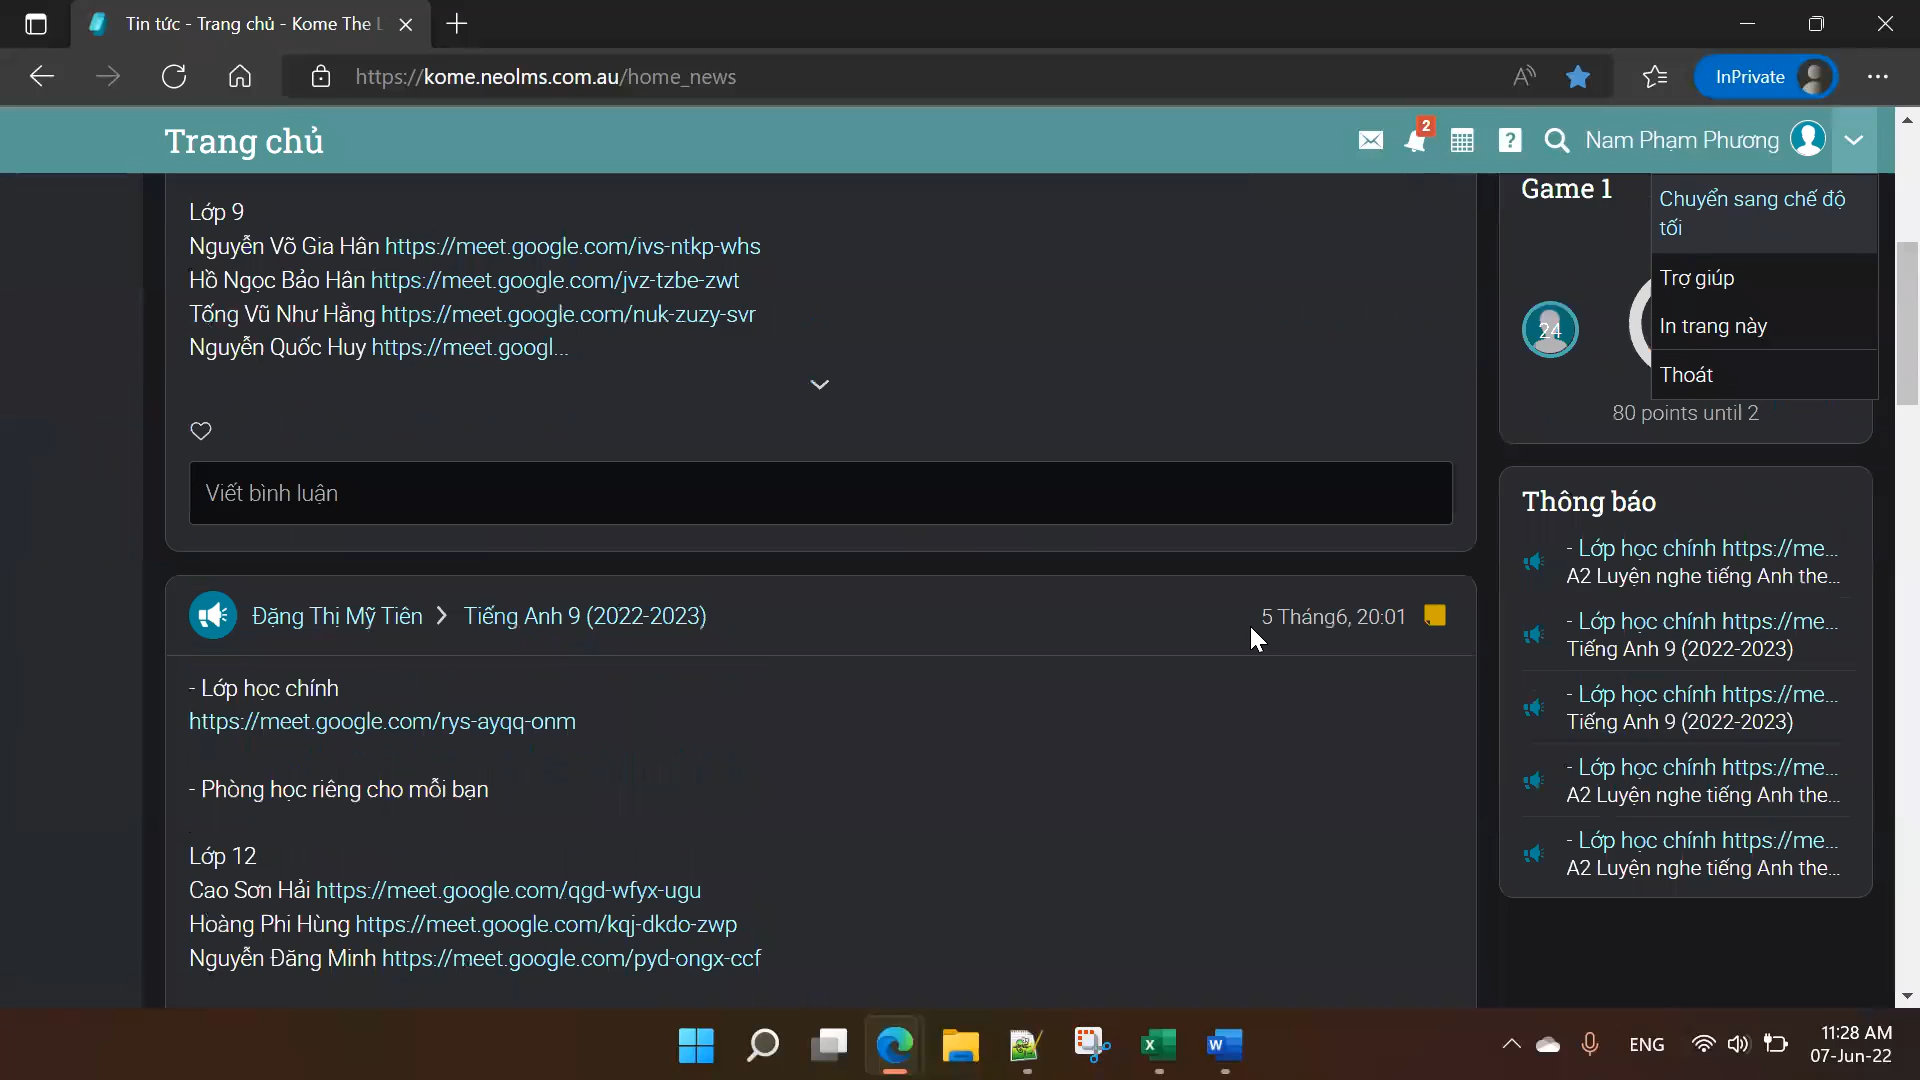 Tin tức - Trang chủ - Kome The L
https://kome.neolms.com.au/home_news
InPrivate
Trang chủ
2
Nam Phạm Phương
Lớp 9
Nguyễn Võ Gia Hân https://meet.google.com/ivs-ntkp-whs
Hồ Ngọc Bảo Hân https://meet.google.com/jvz-tzbe-zwt
Tống Vũ Như Hằng https://meet.google.com/nuk-zuzy-svr
Nguyễn Quốc Huy https://meet.googl...
Viết bình luận
Đặng Thị Mỹ Tiên > Tiếng Anh 9 (2022-2023)
5 Tháng6, 20:01
- Lớp học chính
https://meet.google.com/rys-ayqq-onm
- Phòng học riêng cho mỗi bạn
Lớp 12
Cao Sơn Hải https://meet.google.com/qgd-wfyx-ugu
Hoàng Phi Hùng https://meet.google.com/kqj-dkdo-zwp
Nguyễn Đăng Minh https://meet.google.com/pyd-ongx-ccf
Game 1
24
80 points until 2
Chuyển sang chế độ
tối
Trợ giúp
In trang này
Thoát
Thông báo
- Lớp học chính https://me...
A2 Luyện nghe tiếng Anh the...
- Lớp học chính https://me...
Tiếng Anh 9 (2022-2023)
- Lớp học chính https://me...
Tiếng Anh 9 (2022-2023)
- Lớp học chính https://me...
A2 Luyện nghe tiếng Anh the...
- Lớp học chính https://me...
A2 Luyện nghe tiếng Anh the...
ENG
11:28 AM
07-Jun-22